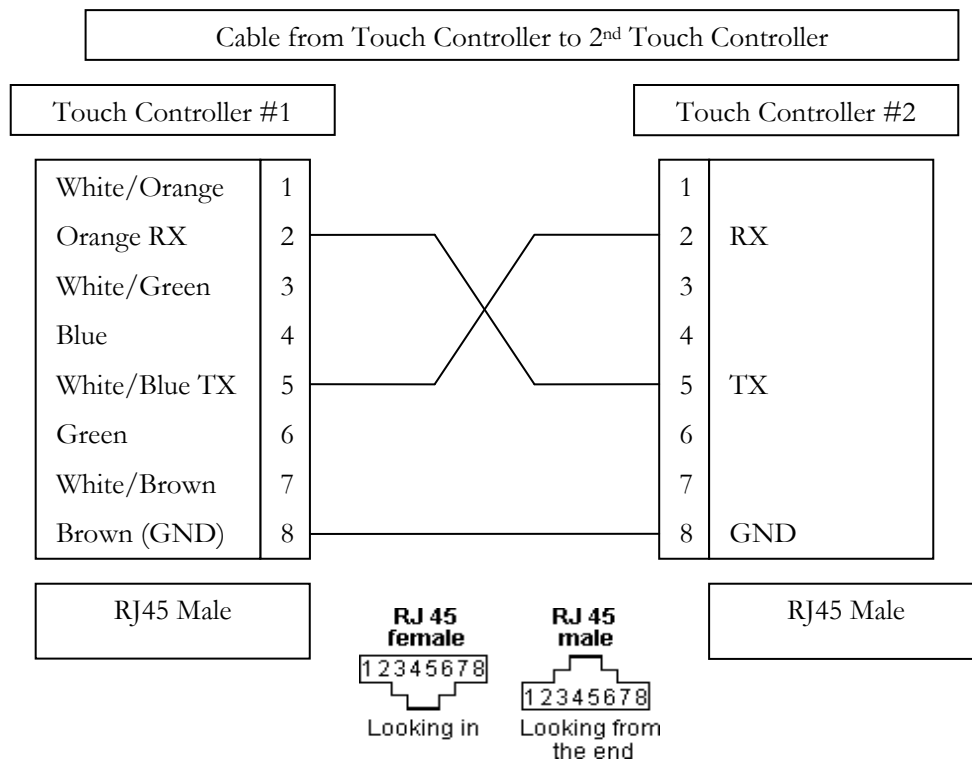 Cable from Touch Controller to 2nd Touch Controller
Touch Controller #1
Touch Controller #2
White/Orange 1
Orange RX 2
White/Green 3
Blue 4
White/Blue TX 5
Green 6
White/Brown 7
Brown (GND) 8
1
2 RX
3
4
5 TX
6
7
8 GND
RJ45 Male
RJ45 Male
RJ 45
female
12345678
Looking in
RJ 45
male
12345678
Looking from
the end